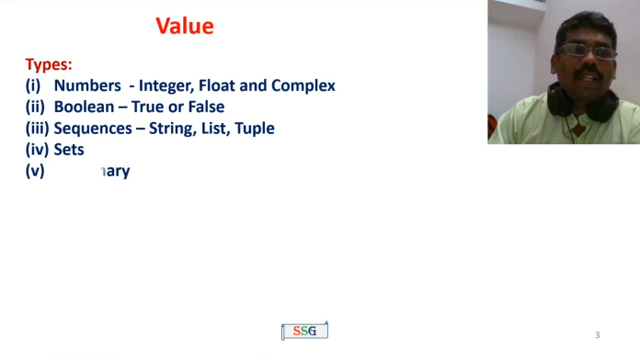 Value
Types:
(i) Numbers - Integer, Float and Complex
(ii) Boolean – True or False
(iii) Sequences – String, List, Tuple
(iv) Sets
(v) nary
SSG
3